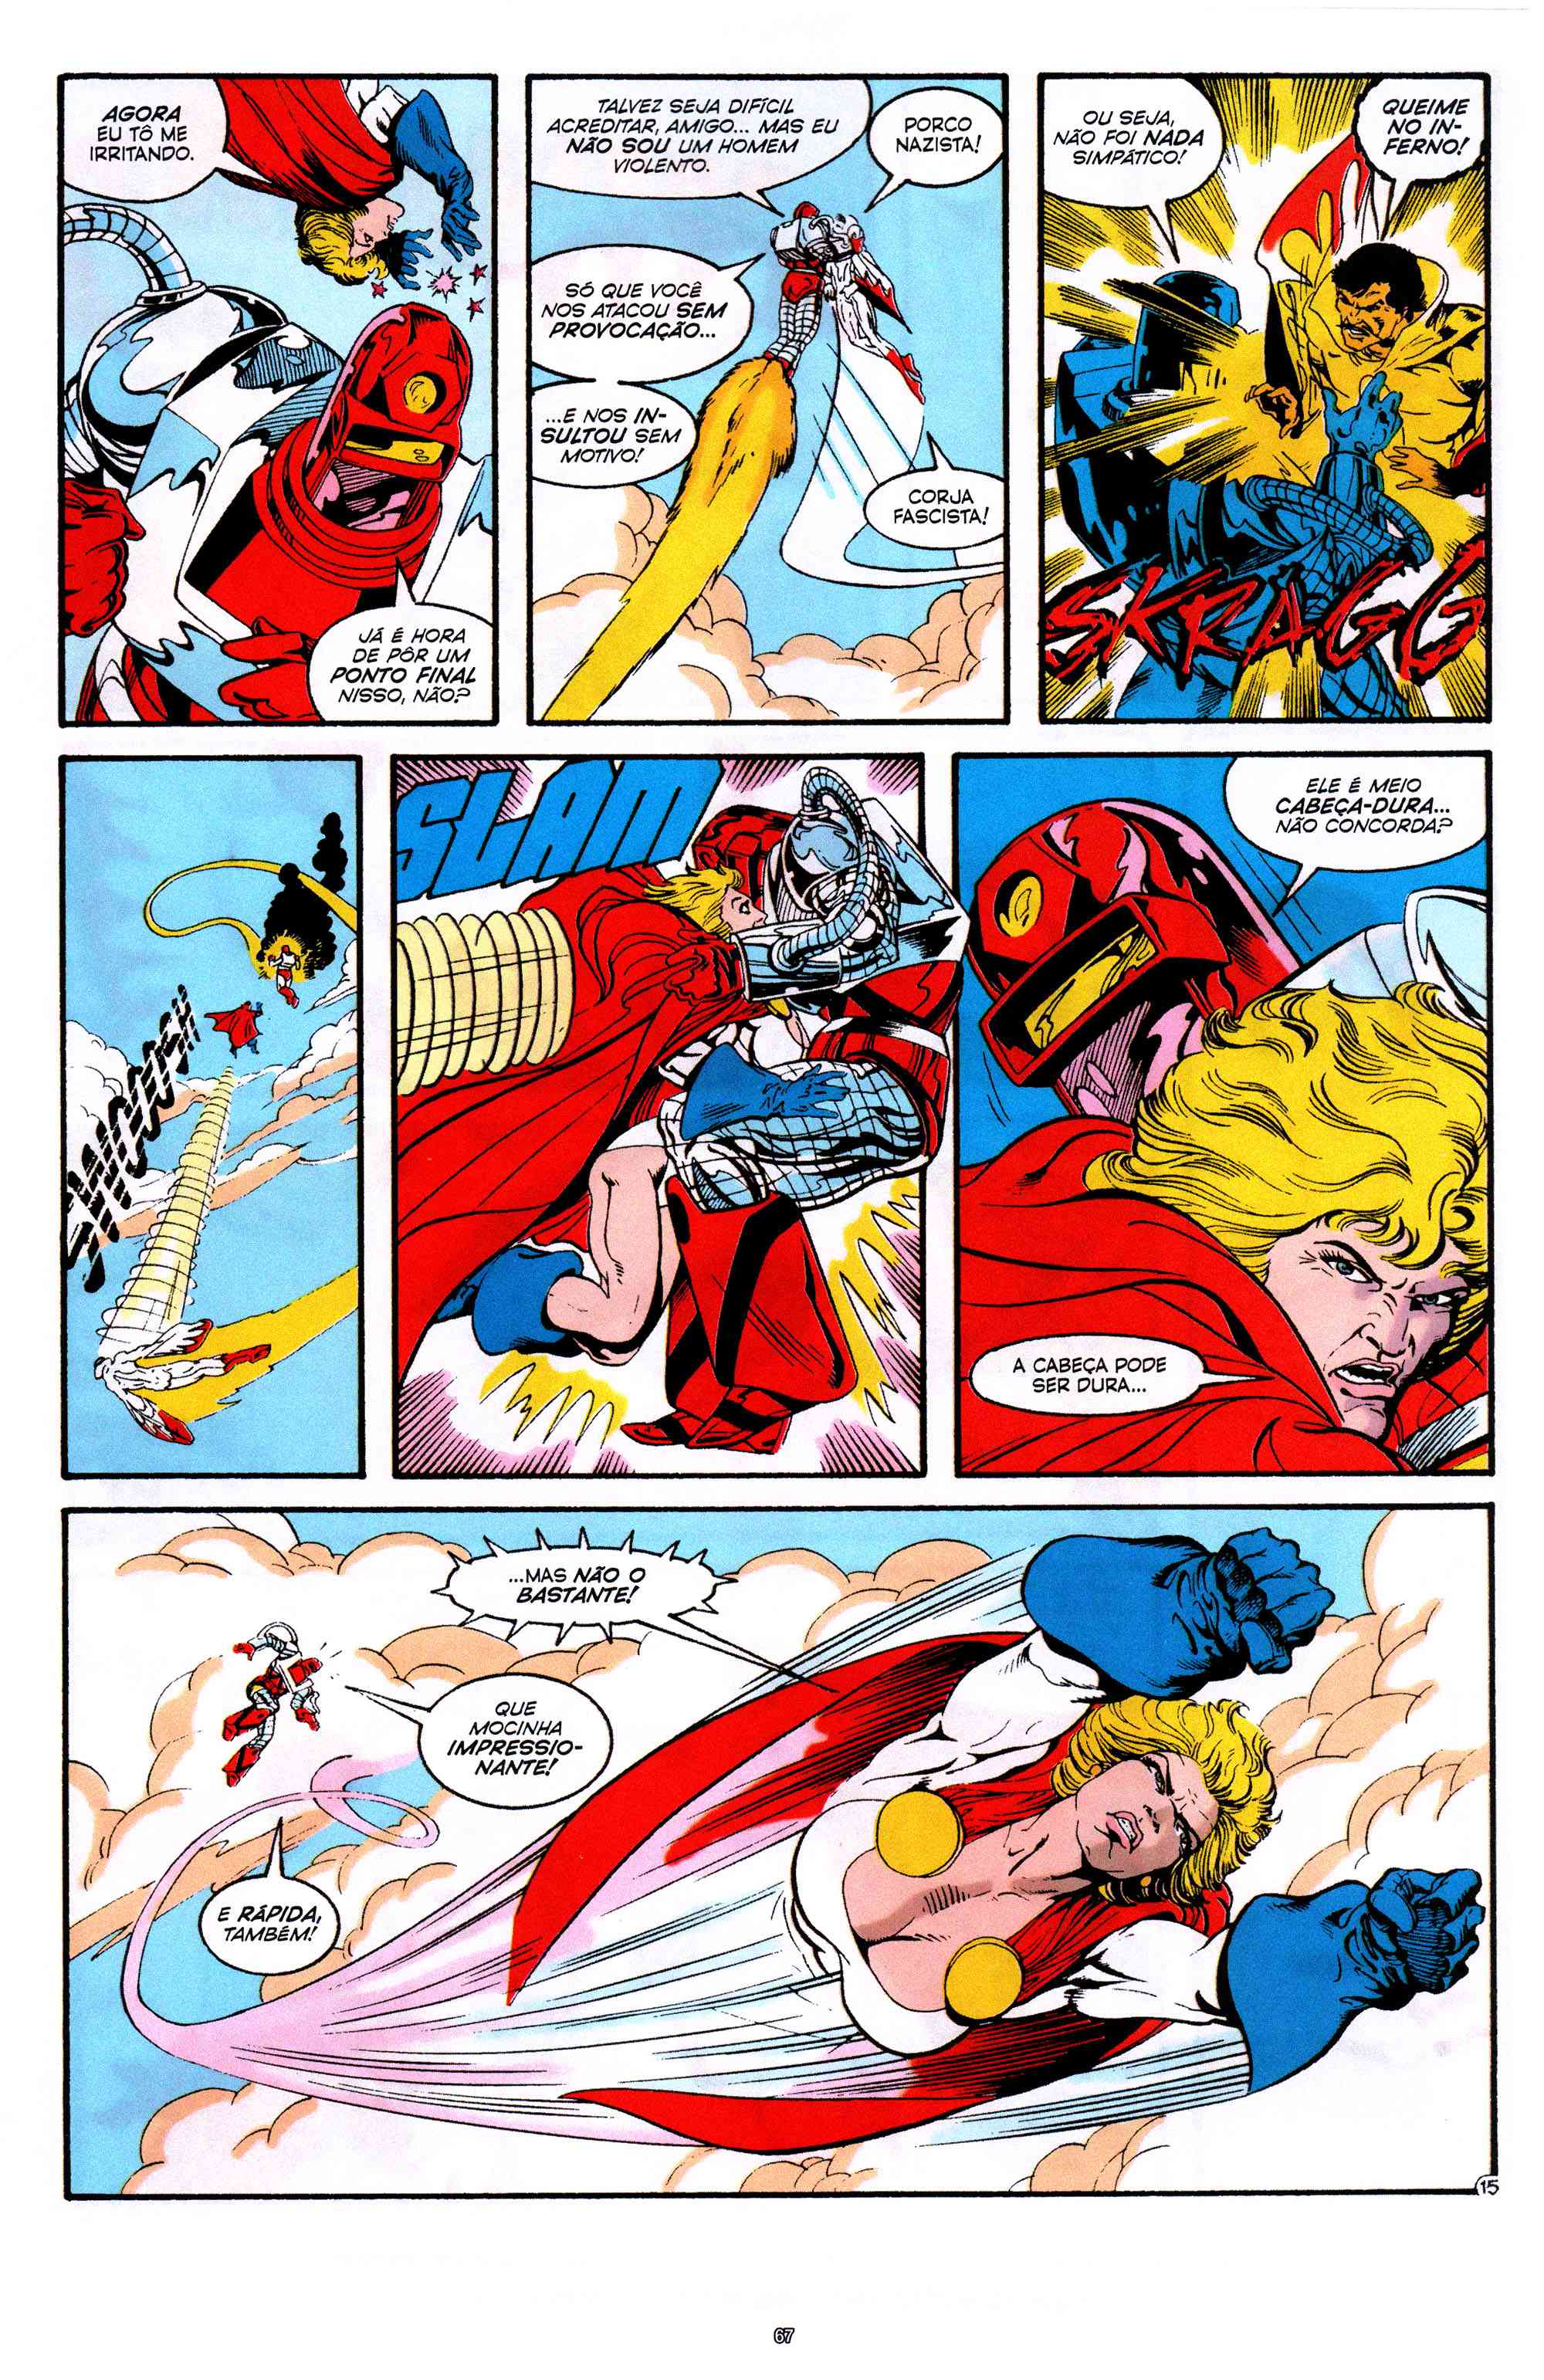 AGORA
EU TÔ ME
IRRITANDO.
JÁ É HORA
DE PÔR UM
PONTO FINAL
NISSO, NÃO?
TALVEZ SEJA DIFÍCIL
ACREDITAR, AMIGO... MAS EU
NÃO SOU UM HOMEM
VIOLENTO.
PORCO
NAZISTA!
SÓ QUE VOCÊ
NOS ATACOU SEM
PROVOCAÇÃO...
...E NOS IN-
SULTOU SEM
MOTIVO!
CORJA
FASCISTA!
OU SEJA,
NÃO FOI NADA
SIMPÁTICO!
QUEIME
NO IN-
FERNO!
SKRAGG
SWOOOSH
SLAM
ELE É MEIO
CABEÇA-DURA...
NÃO CONCORDA?
A CABEÇA PODE
SER DURA...
...MAS NÃO O
BASTANTE!
QUE
MOCINHA
IMPRESSIO-
NANTE!
E RÁPIDA,
TAMBÉM!
15
67